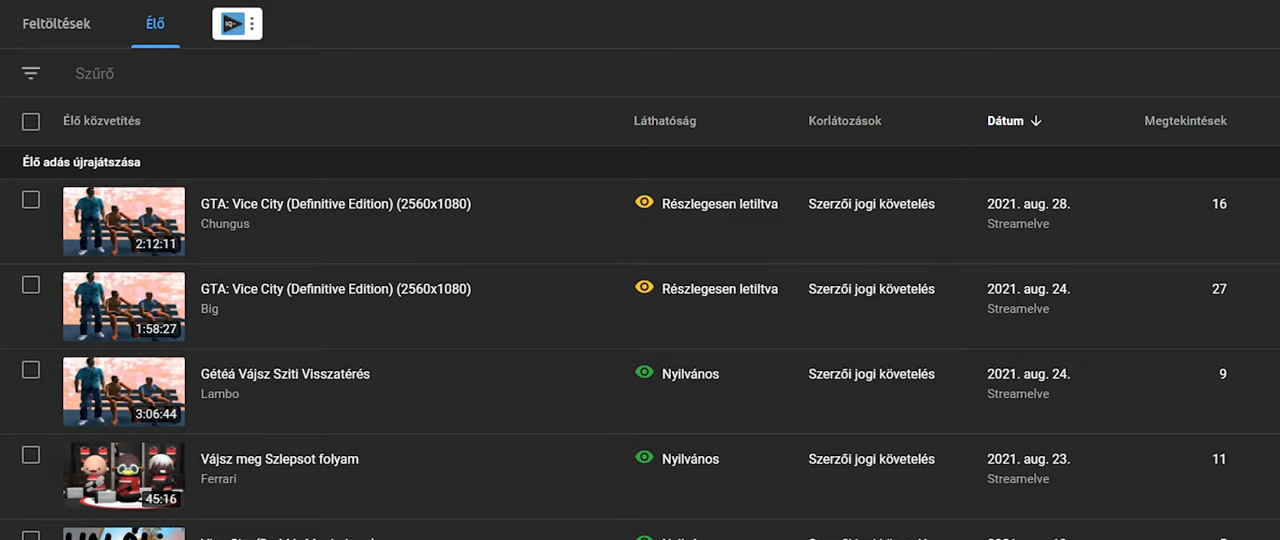 Feltöltések Élő
Szűrő
Élő közvetítés Láthatóság Korlátozások Dátum Megtekintések
Élő adás újrajátszása
GTA: Vice City (Definitive Edition) (2560x1080) Részlegesen letiltva Szerzői jogi követelés 2021. aug. 28. 16
Chungus Streamelve
2:12:11
GTA: Vice City (Definitive Edition) (2560x1080) Részlegesen letiltva Szerzői jogi követelés 2021. aug. 24. 27
Big Streamelve
1:58:27
Gétéá Vájsz Sziti Visszatérés Nyilvános Szerzői jogi követelés 2021. aug. 24. 9
Lambo Streamelve
3:06:44
Vájsz meg Szlepsot folyam Nyilvános Szerzői jogi követelés 2021. aug. 23. 11
Ferrari Streamelve
45:16